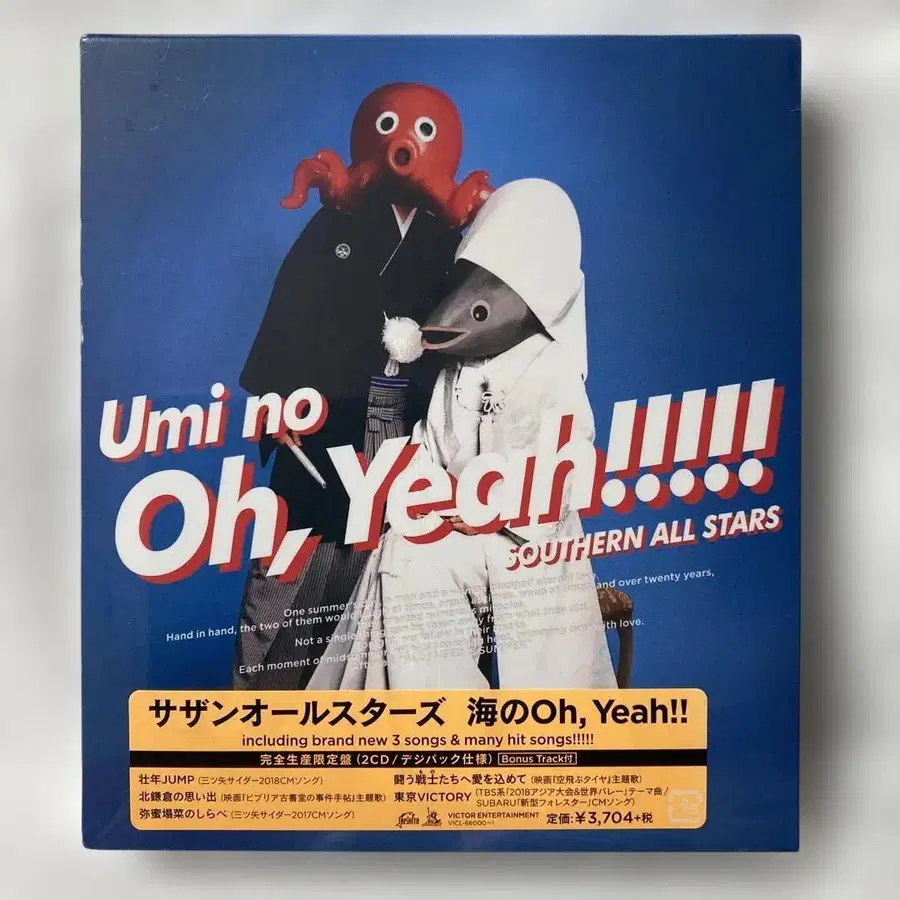 Umi no
Oh, Yeah!!!!!
SOUTHERN ALL STARS
and over twenty years,
Hand in hand, the two of them would
Not a single
Each moment of
サザンオールスターズ 海のOh, Yeah!!
including brand new 3 songs & many hit songs!!!!!
完全生産限定盤 (2CD/デジパック仕様) Bonus Track付
壮年JUMP (三ツ矢サイダー2018CMソング)
北鎌倉の思い出 (映画『ビブリア古書堂の事件手帖』主題歌)
弥蜜塌菜のしらべ (三ツ矢サイダー2017CMソング)
闘う戦士たちへ愛を込めて (映画『空飛ぶタイヤ』主題歌)
東京VICTORY (TBS系「2018アジア大会&世界バレー」テーマ曲/
SUBARU「新型フォレスター」CMソング)
VICTOR ENTERTAINMENT
VICL-66000~1
定価:¥3,704+税